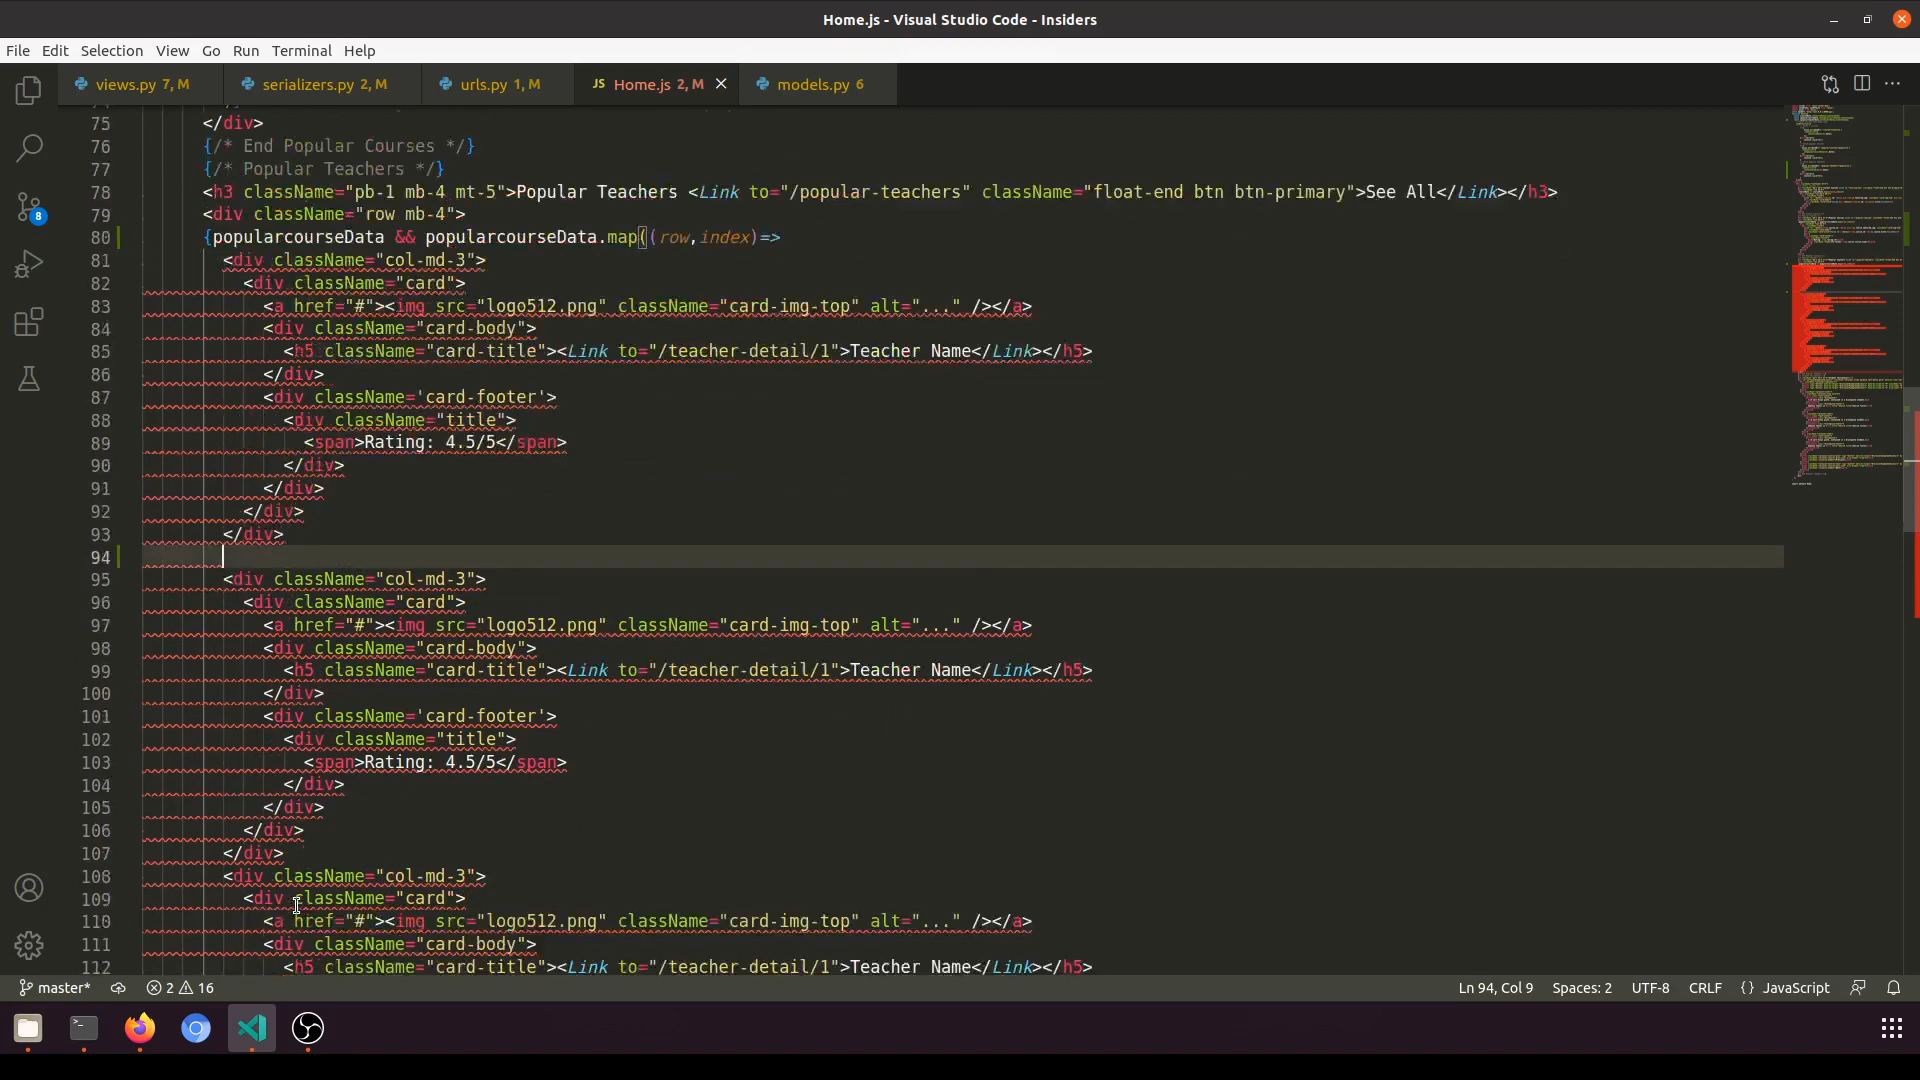 Home.js - Visual Studio Code - Insiders
File Edit Selection View Go Run Terminal Help
views.py 7, M serializers.py 2, M urls.py 1, M JS Home.js 2, M models.py 6
75 </div>
76 {/* End Popular Courses */}
77 {/* Popular Teachers */}
78 <h3 className="pb-1 mb-4 mt-5">Popular Teachers <Link to="/popular-teachers" className="float-end btn btn-primary">See All</Link></h3>
79 <div className="row mb-4">
80 {popularcourseData && popularcourseData.map((row,index)=>
81 <div className="col-md-3">
82 <div className="card">
83 <a href="#"><img src="logo512.png" className="card-img-top" alt="..." /></a>
84 <div className="card-body">
85 <h5 className="card-title"><Link to="/teacher-detail/1">Teacher Name</Link></h5>
86 </div>
87 <div className='card-footer'>
88 <div className="title">
89 <span>Rating: 4.5/5</span>
90 </div>
91 </div>
92 </div>
93 </div>
94
95 <div className="col-md-3">
96 <div className="card">
97 <a href="#"><img src="logo512.png" className="card-img-top" alt="..." /></a>
98 <div className="card-body">
99 <h5 className="card-title"><Link to="/teacher-detail/1">Teacher Name</Link></h5>
100 </div>
101 <div className='card-footer'>
102 <div className="title">
103 <span>Rating: 4.5/5</span>
104 </div>
105 </div>
106 </div>
107 </div>
108 <div className="col-md-3">
109 <div className="card">
110 <a href="#"><img src="logo512.png" className="card-img-top" alt="..." /></a>
111 <div className="card-body">
112 <h5 className="card-title"><Link to="/teacher-detail/1">Teacher Name</Link></h5>
8
master* 2 16 Ln 94, Col 9 Spaces: 2 UTF-8 CRLF {} JavaScript